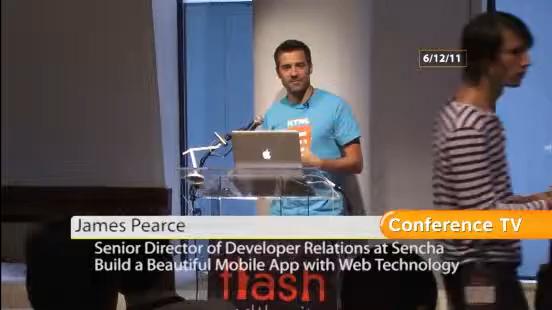 6/12/11
HTML
James Pearce
Conference TV
Senior Director of Developer Relations at Sencha
Build a Beautiful Mobile App with Web Technology
flash